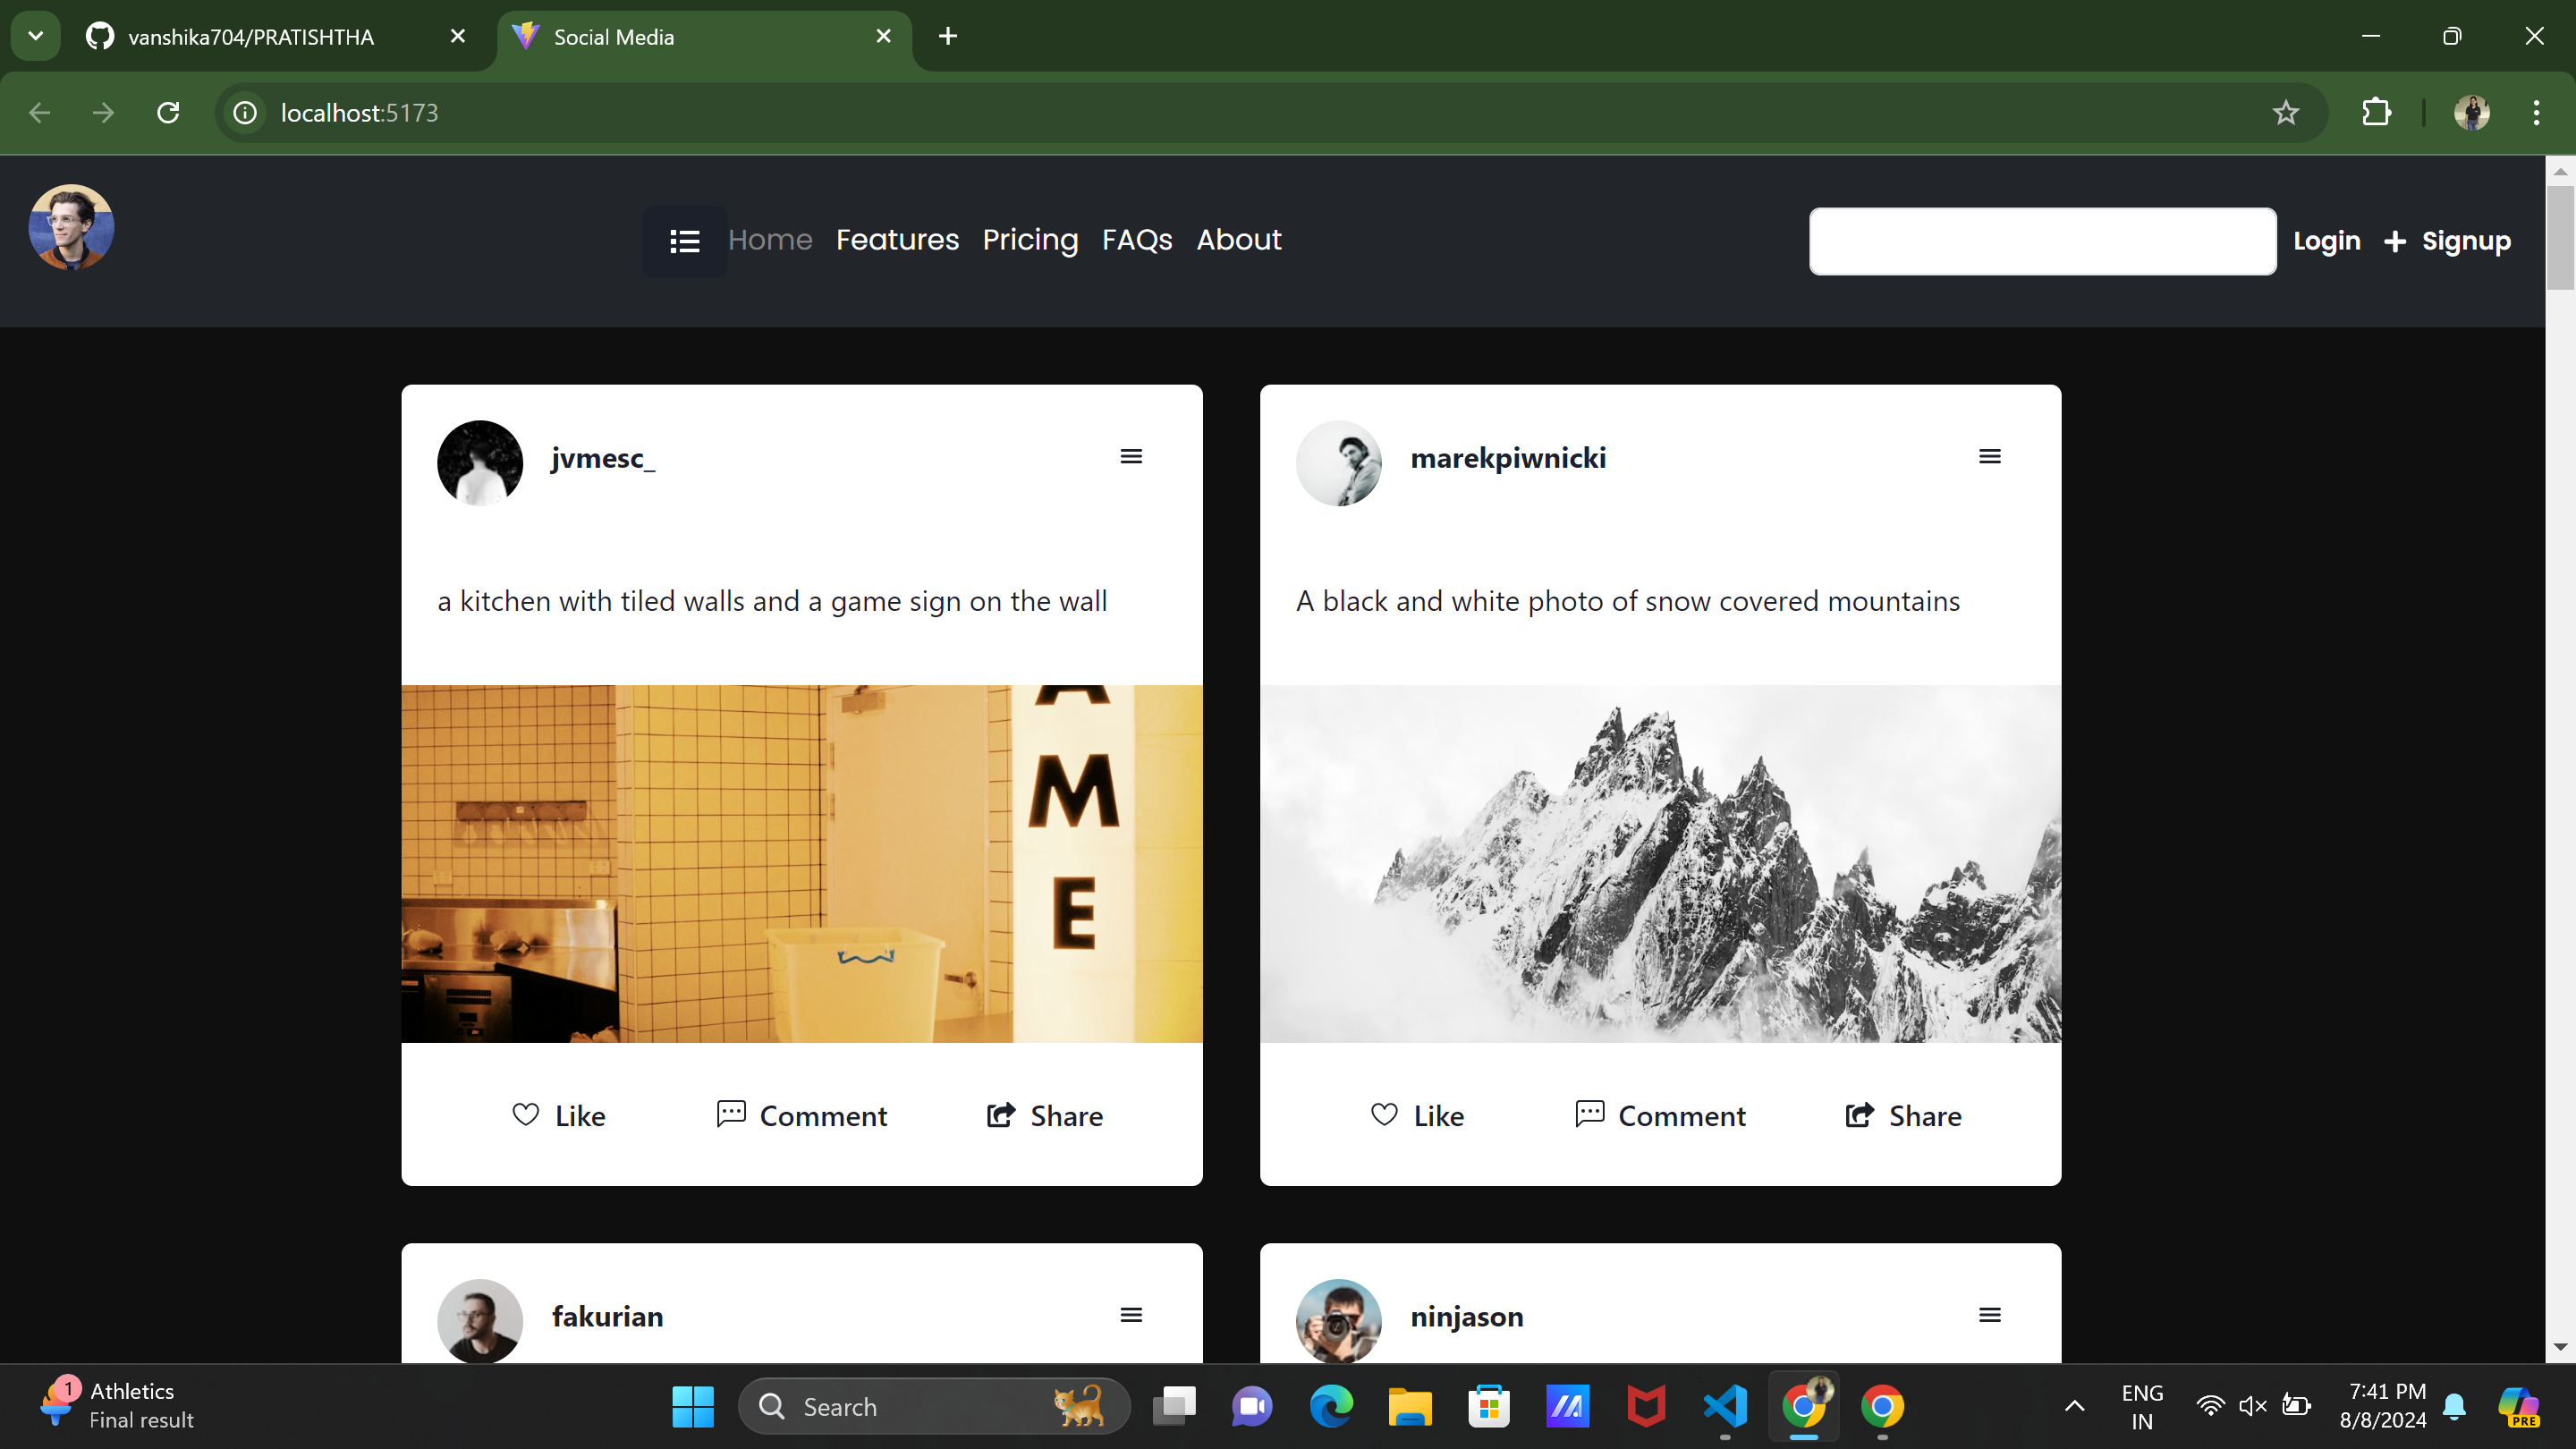 vanshika704/PRATISHTHA
Social Media
localhost:5173
Home Features Pricing FAQs About
Login Signup
jvmesc_
marekpiwnicki
a kitchen with tiled walls and a game sign on the wall
A black and white photo of snow covered mountains
A
M
E
Like Comment Share
Like Comment Share
fakurian
ninjason
1
Athletics
Final result
Search
ENG
IN
7:41 PM
8/8/2024
PRE